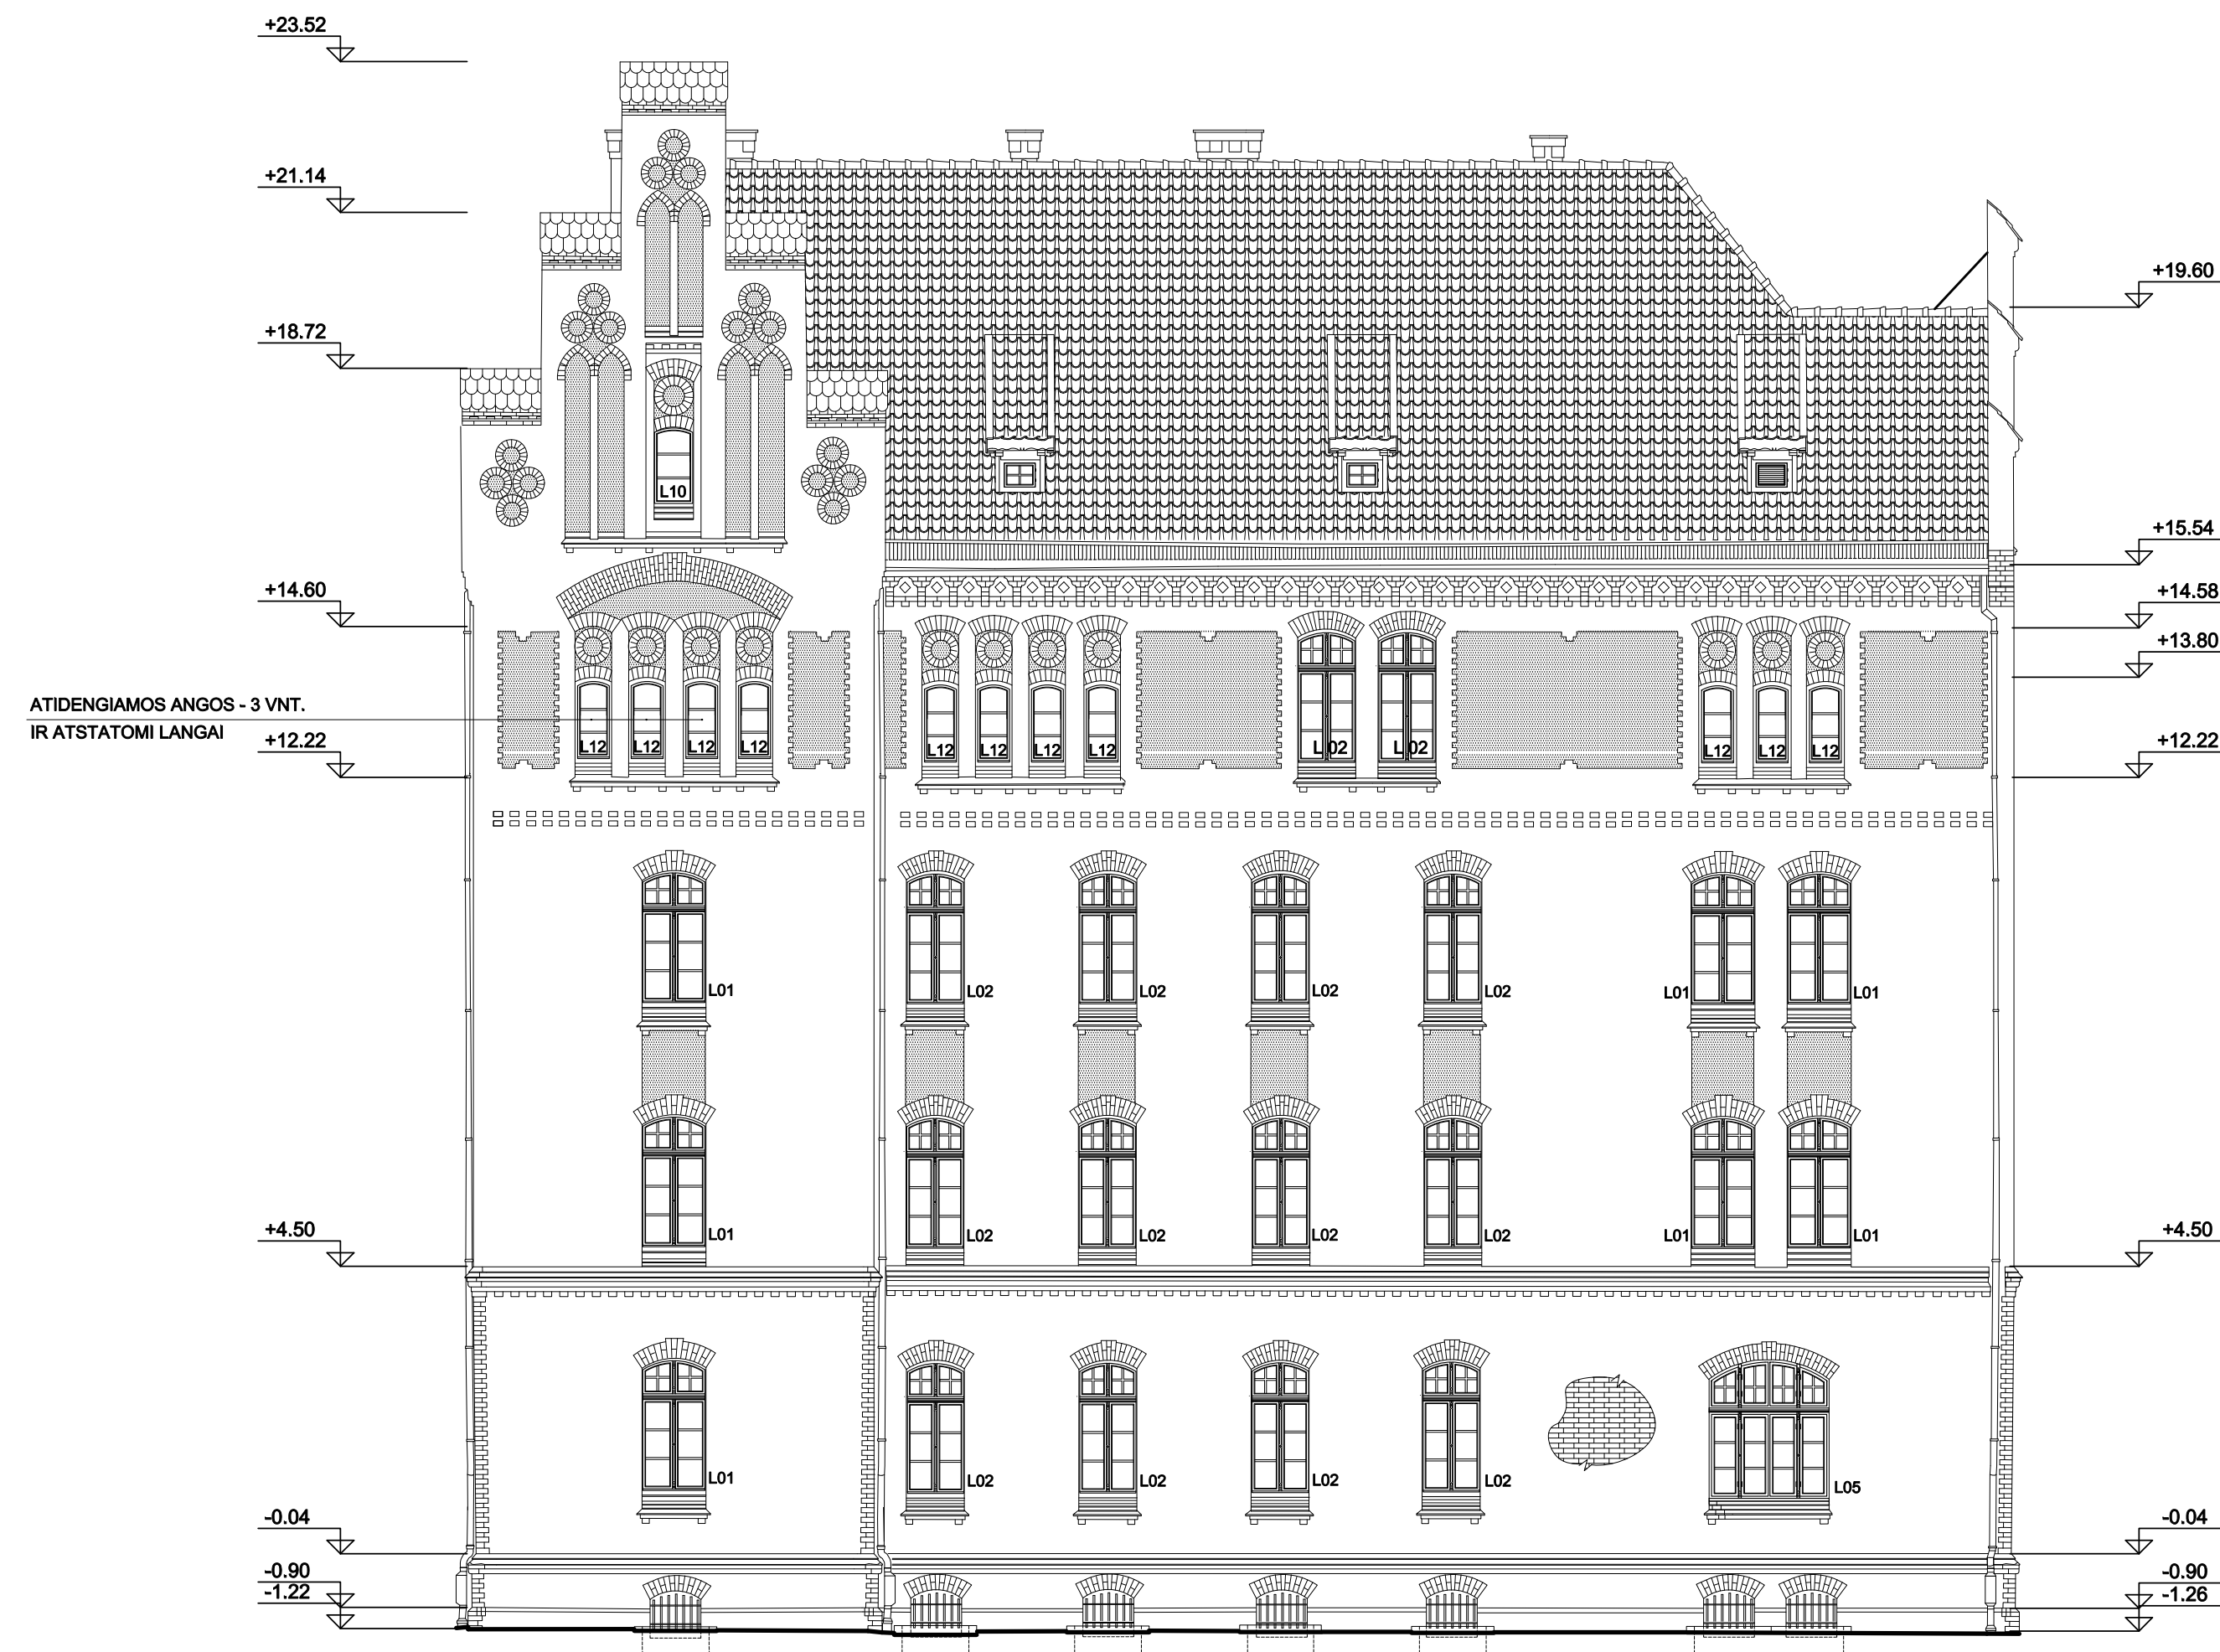 +23.52
+21.14
+19.60
+18.72
L10
+15.54
+14.60
+14.58
+13.80
ATIDENGIAMOS ANGOS - 3 VNT.
IR ATSTATOMI LANGAI
+12.22
L12 L12 L12 L12 L12 L12 L12 L12 L02 L02 L12 L12 L12
+12.22
L01 L02 L02 L02 L02 L01 L01
L01 L02 L02 L02 L02 L01 L01
+4.50
+4.50
L01 L02 L02 L02 L02 L05
-0.04
-0.04
-0.90
-0.90
-1.22
-1.26